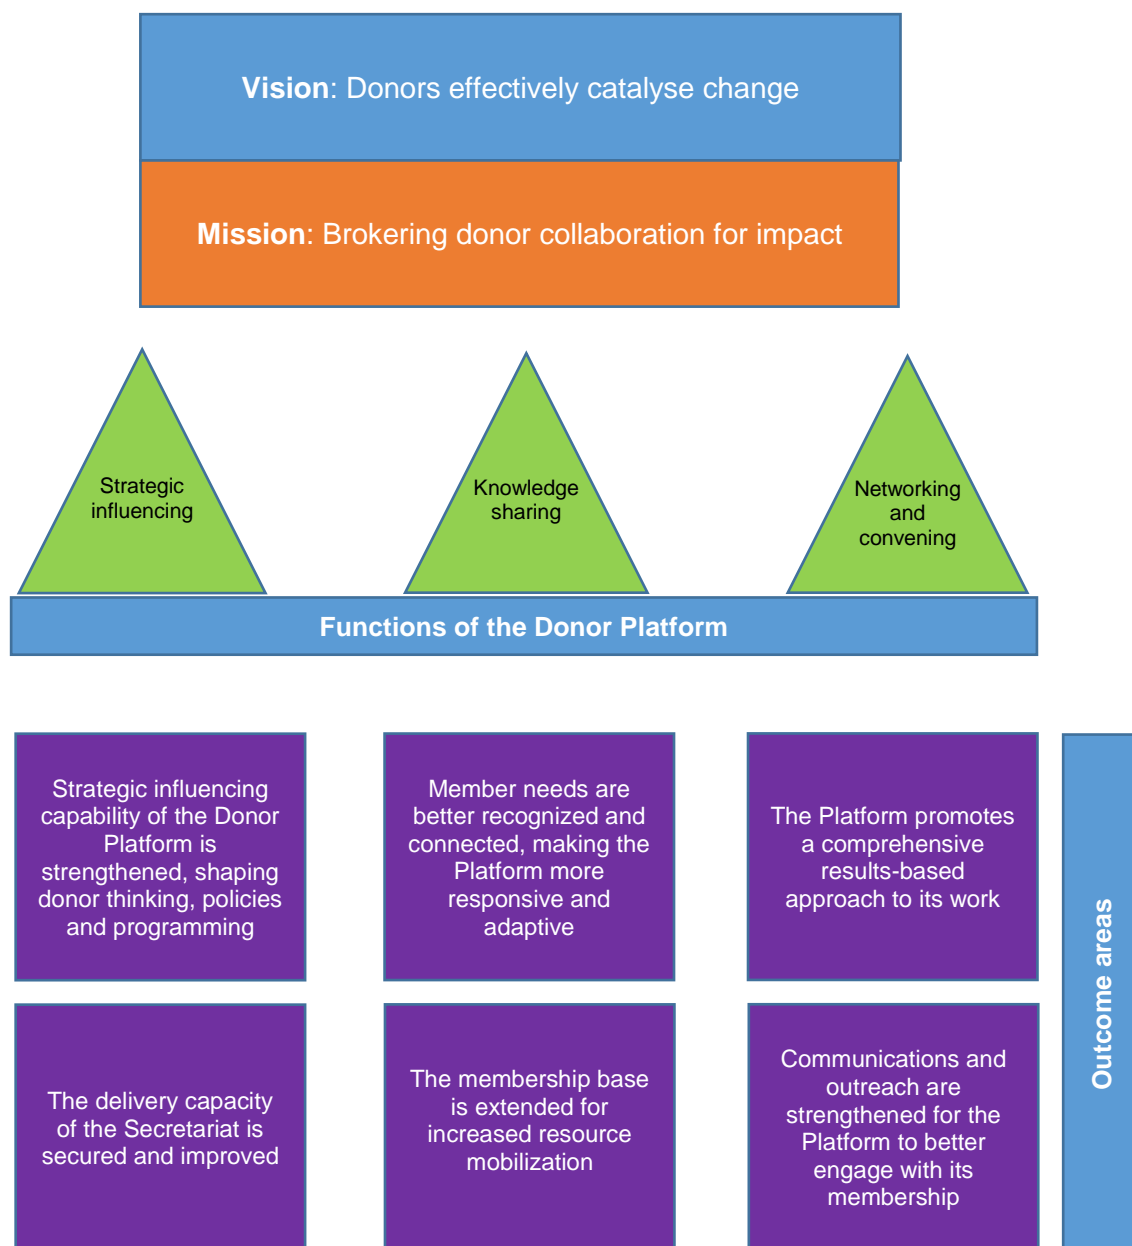 Vision: Donors effectively catalyse change
Mission: Brokering donor collaboration for impact
Strategic
influencing
Knowledge
sharing
Networking
and
convening
Functions of the Donor Platform
Strategic influencing
capability of the Donor
Platform is
strengthened, shaping
donor thinking, policies
and programming
Member needs are
better recognized and
connected, making the
Platform more
responsive and
adaptive
The Platform promotes
a comprehensive
results-based
approach to its work
The delivery capacity
of the Secretariat is
secured and improved
The membership base
is extended for
increased resource
mobilization
Communications and
outreach are
strengthened for the
Platform to better
engage with its
membership
Outcome areas